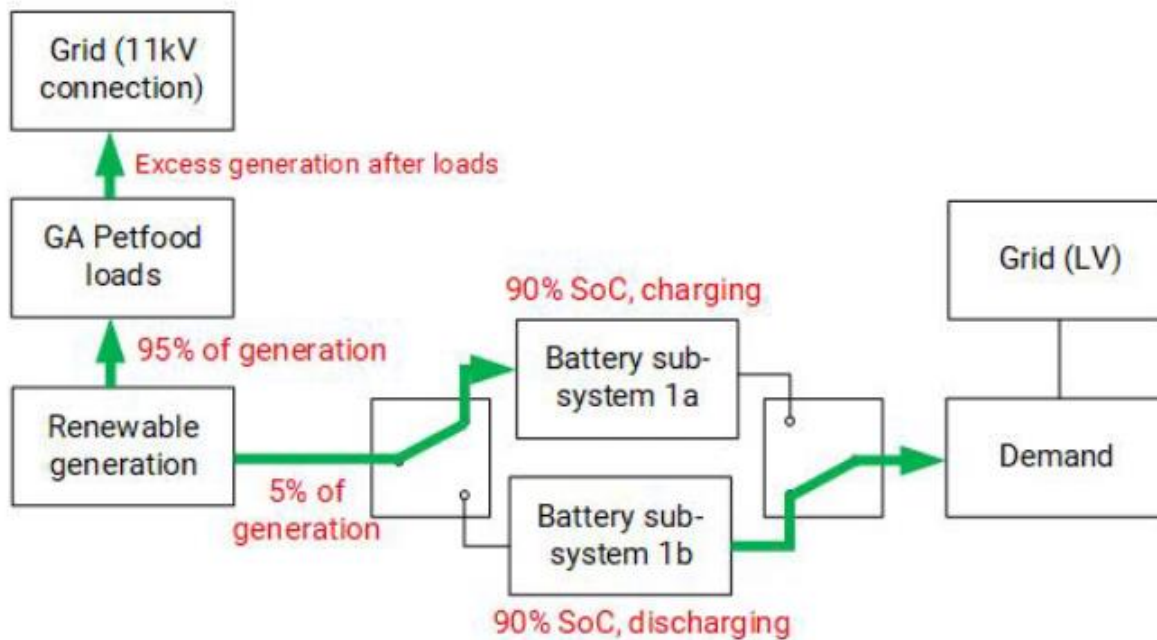 Grid (11kV
connection)
Excess generation after loads
GA Petfood
loads
Grid (LV)
90% SoC, charging
95% of generation
Battery sub-
system 1a
Renewable
generation
Demand
5% of
generation
Battery sub-
system 1b
90% SoC, discharging